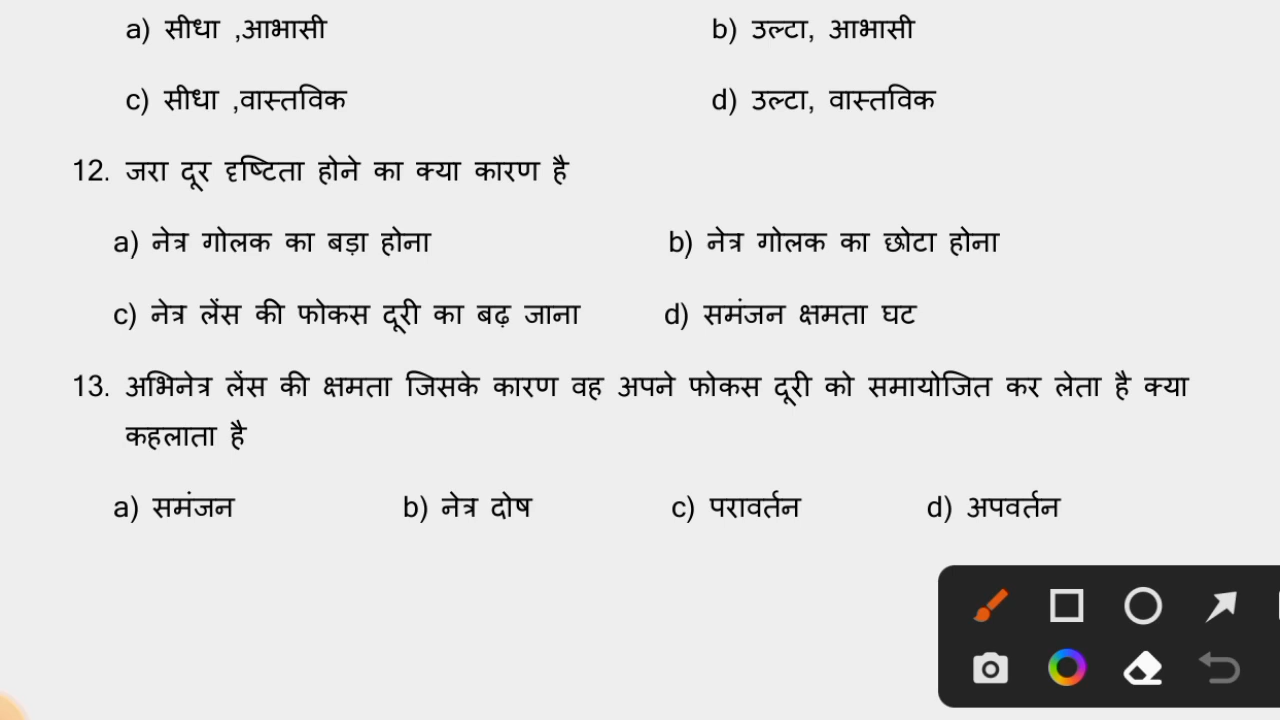 a) सीधा ,आभासी b) उल्टा, आभासी
c) सीधा ,वास्तविक d) उल्टा, वास्तविक
12. जरा दूर दृष्टिता होने का क्या कारण है
a) नेत्र गोलक का बड़ा होना b) नेत्र गोलक का छोटा होना
c) नेत्र लेंस की फोकस दूरी का बढ़ जाना d) समंजन क्षमता घट
13. अभिनेत्र लेंस की क्षमता जिसके कारण वह अपने फोकस दूरी को समायोजित कर लेता है क्या
कहलाता है
a) समंजन b) नेत्र दोष c) परावर्तन d) अपवर्तन